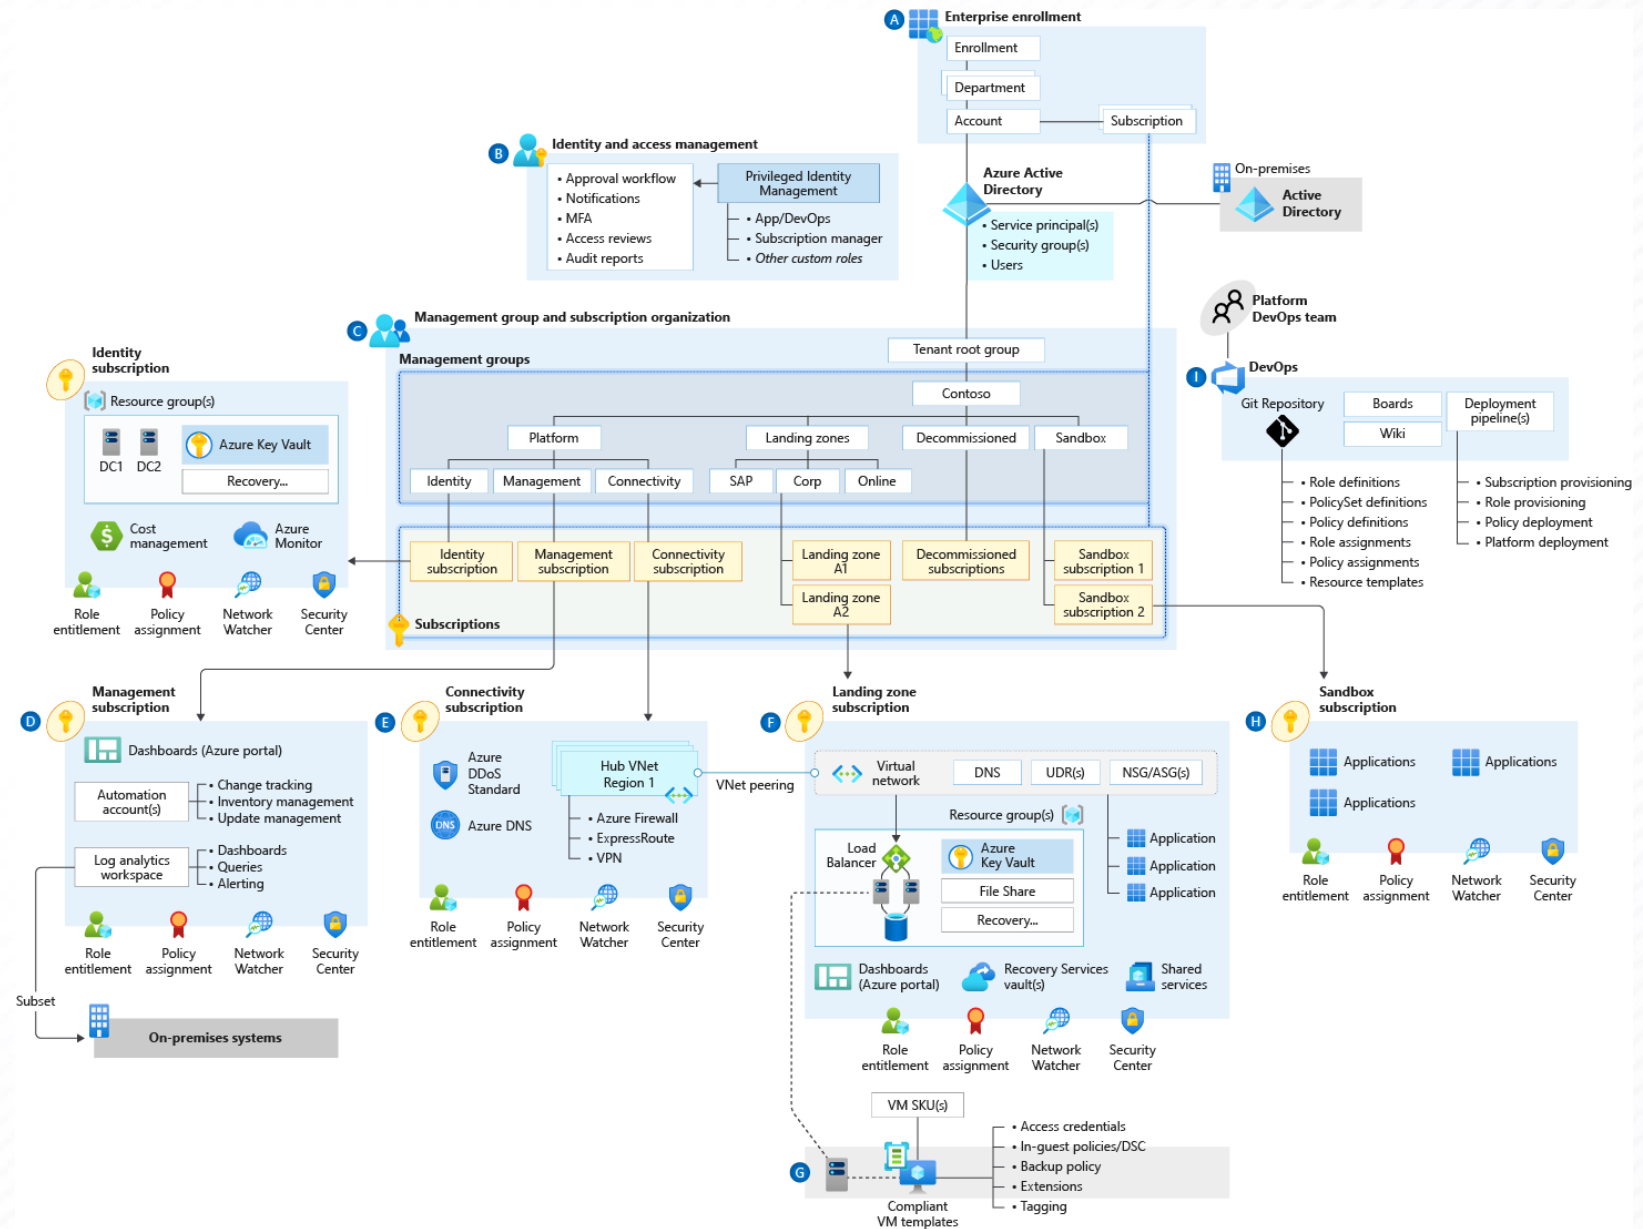 A
Enterprise enrollment
Enrollment
Department
Account
Subscription
B
Identity and access management
• Approval workflow
• Notifications
• MFA
• Access reviews
• Audit reports
Privileged Identity
Management
• App/DevOps
• Subscription manager
• Other custom roles
Azure Active
Directory
• Service principal(s)
• Security group(s)
• Users
On-premises
Active
Directory
C
Management group and subscription organization
Management groups
Tenant root group
Contoso
Platform
Landing zones
Decommissioned
Sandbox
Identity
Management
Connectivity
SAP
Corp
Online
Identity
subscription
Management
subscription
Connectivity
subscription
Landing zone
A1
Landing zone
A2
Decommissioned
subscriptions
Sandbox
subscription 1
Sandbox
subscription 2
Subscriptions
Identity
subscription
Resource group(s)
DC1
DC2
Azure Key Vault
Recovery...
Cost
management
Azure
Monitor
Role
entitlement
Policy
assignment
Network
Watcher
Security
Center
Platform
DevOps team
I
DevOps
Git Repository
Boards
Wiki
Deployment
pipeline(s)
• Role definitions
• PolicySet definitions
• Policy definitions
• Role assignments
• Policy assignments
• Resource templates
• Subscription provisioning
• Role provisioning
• Policy deployment
• Platform deployment
D
Management
subscription
Dashboards (Azure portal)
Automation
account(s)
• Change tracking
• Inventory management
• Update management
Log analytics
workspace
• Dashboards
• Queries
• Alerting
Role
entitlement
Policy
assignment
Network
Watcher
Security
Center
Subset
On-premises systems
E
Connectivity
subscription
Azure
DDoS
Standard
DNS
Azure DNS
Hub VNet
Region 1
• Azure Firewall
• ExpressRoute
• VPN
VNet peering
Role
entitlement
Policy
assignment
Network
Watcher
Security
Center
F
Landing zone
subscription
Virtual
network
DNS
UDR(s)
NSG/ASG(s)
Resource group(s)
Load
Balancer
Azure
Key Vault
File Share
Recovery...
Application
Application
Application
Dashboards
(Azure portal)
Recovery Services
vault(s)
Shared
services
Role
entitlement
Policy
assignment
Network
Watcher
Security
Center
H
Sandbox
subscription
Applications
Applications
Applications
Role
entitlement
Policy
assignment
Network
Watcher
Security
Center
VM SKU(s)
G
Compliant
VM templates
• Access credentials
• In-guest policies/DSC
• Backup policy
• Extensions
• Tagging